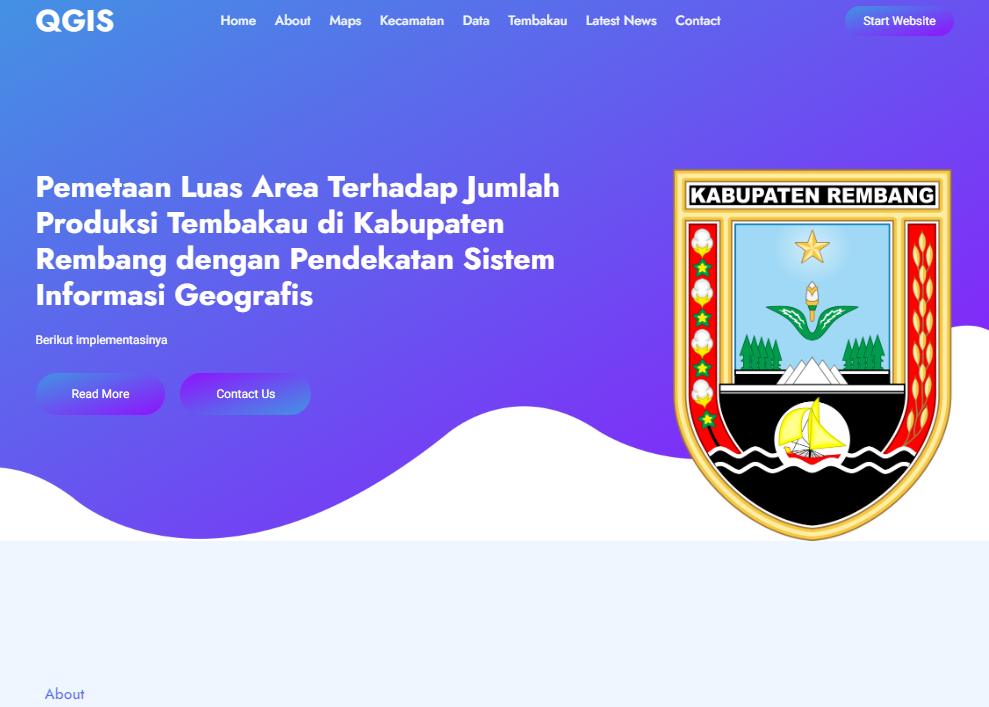 QGIS
Home About Maps Kecamatan Data Tembakau Latest News Contact
Start Website
Pemetaan Luas Area Terhadap Jumlah
Produksi Tembakau di Kabupaten
Rembang dengan Pendekatan Sistem
Informasi Geografis
Berikut implementasinya
Read More
Contact Us
KABUPATEN REMBANG
About